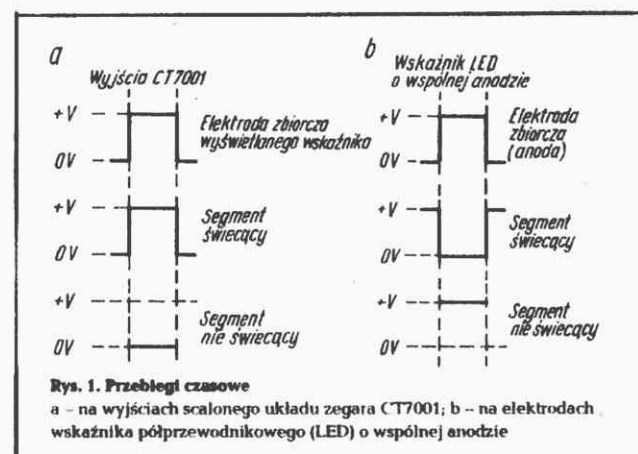 a
Wyjścia CT7001
+V
0V
Elektroda zbiorcza
wyświetlanego wskaźnika
+V
0V
Segment
świecący
+V
0V
Segment
nie świecący
b
Wskaźnik LED
o wspólnej anodzie
+V
0V
Elektroda
zbiorcza
(anoda)
+V
0V
Segment
świecący
+V
0V
Segment
nie świecący
Rys. 1. Przebiegi czasowe
a – na wyjściach scalonego układu zegara CT7001; b – na elektrodach
wskaźnika półprzewodnikowego (LED) o wspólnej anodzie